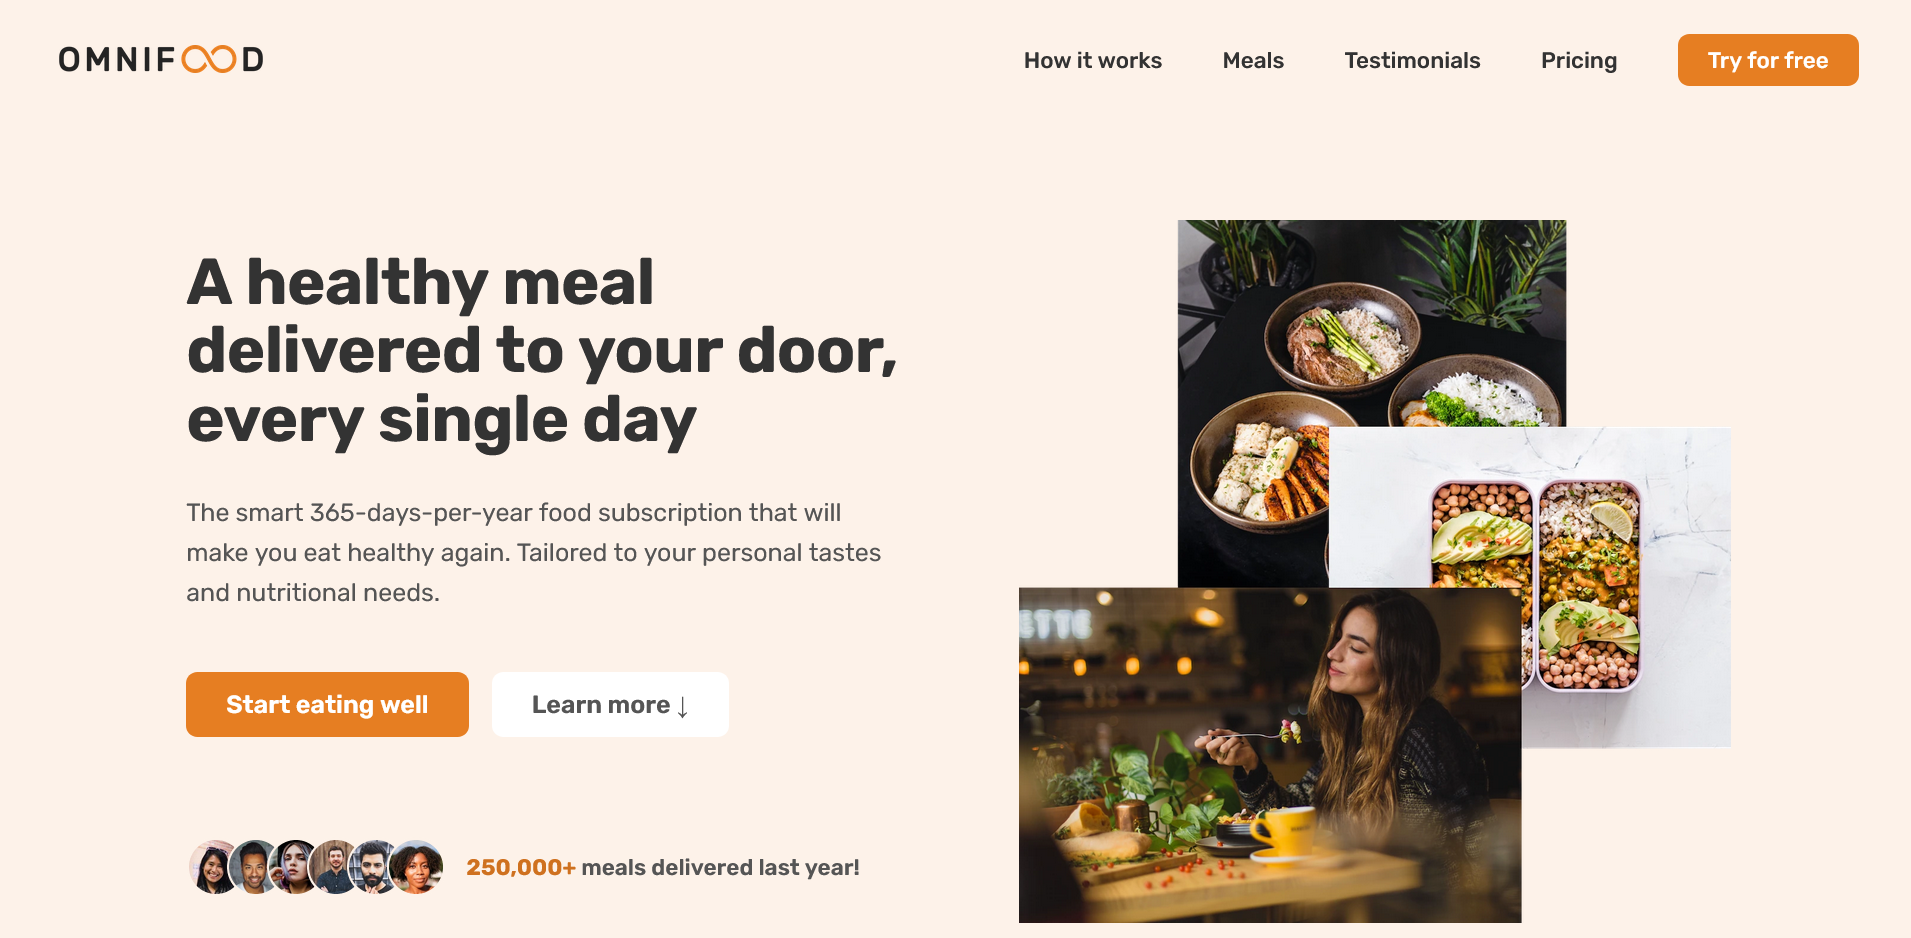 OMNIFOOD
How it works
Meals
Testimonials
Pricing
Try for free
A healthy meal
delivered to your door,
every single day
The smart 365-days-per-year food subscription that will
make you eat healthy again. Tailored to your personal tastes
and nutritional needs.
Start eating well
Learn more ↓
250,000+ meals delivered last year!
ETTE